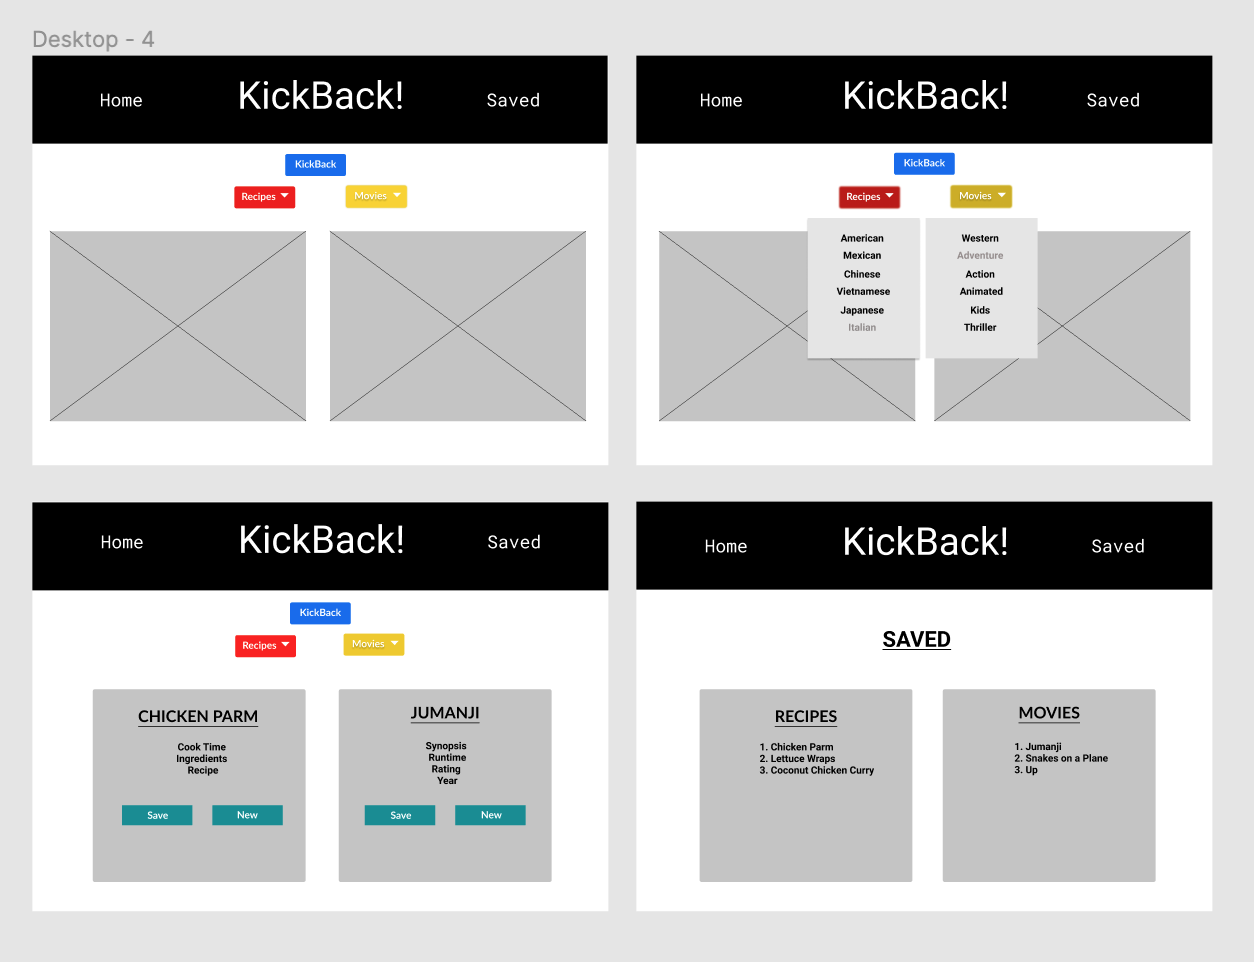 Desktop - 4
Home KickBack! Saved
KickBack
Recipes Movies
Home KickBack! Saved
KickBack
Recipes Movies
American
Mexican
Chinese
Vietnamese
Japanese
Italian
Western
Adventure
Action
Animated
Kids
Thriller
Home KickBack! Saved
KickBack
Recipes Movies
CHICKEN PARM
Cook Time
Ingredients
Recipe
Save New
JUMANJI
Synopsis
Runtime
Rating
Year
Save New
Home KickBack! Saved
SAVED
RECIPES
1. Chicken Parm
2. Lettuce Wraps
3. Coconut Chicken Curry
MOVIES
1. Jumanji
2. Snakes on a Plane
3. Up